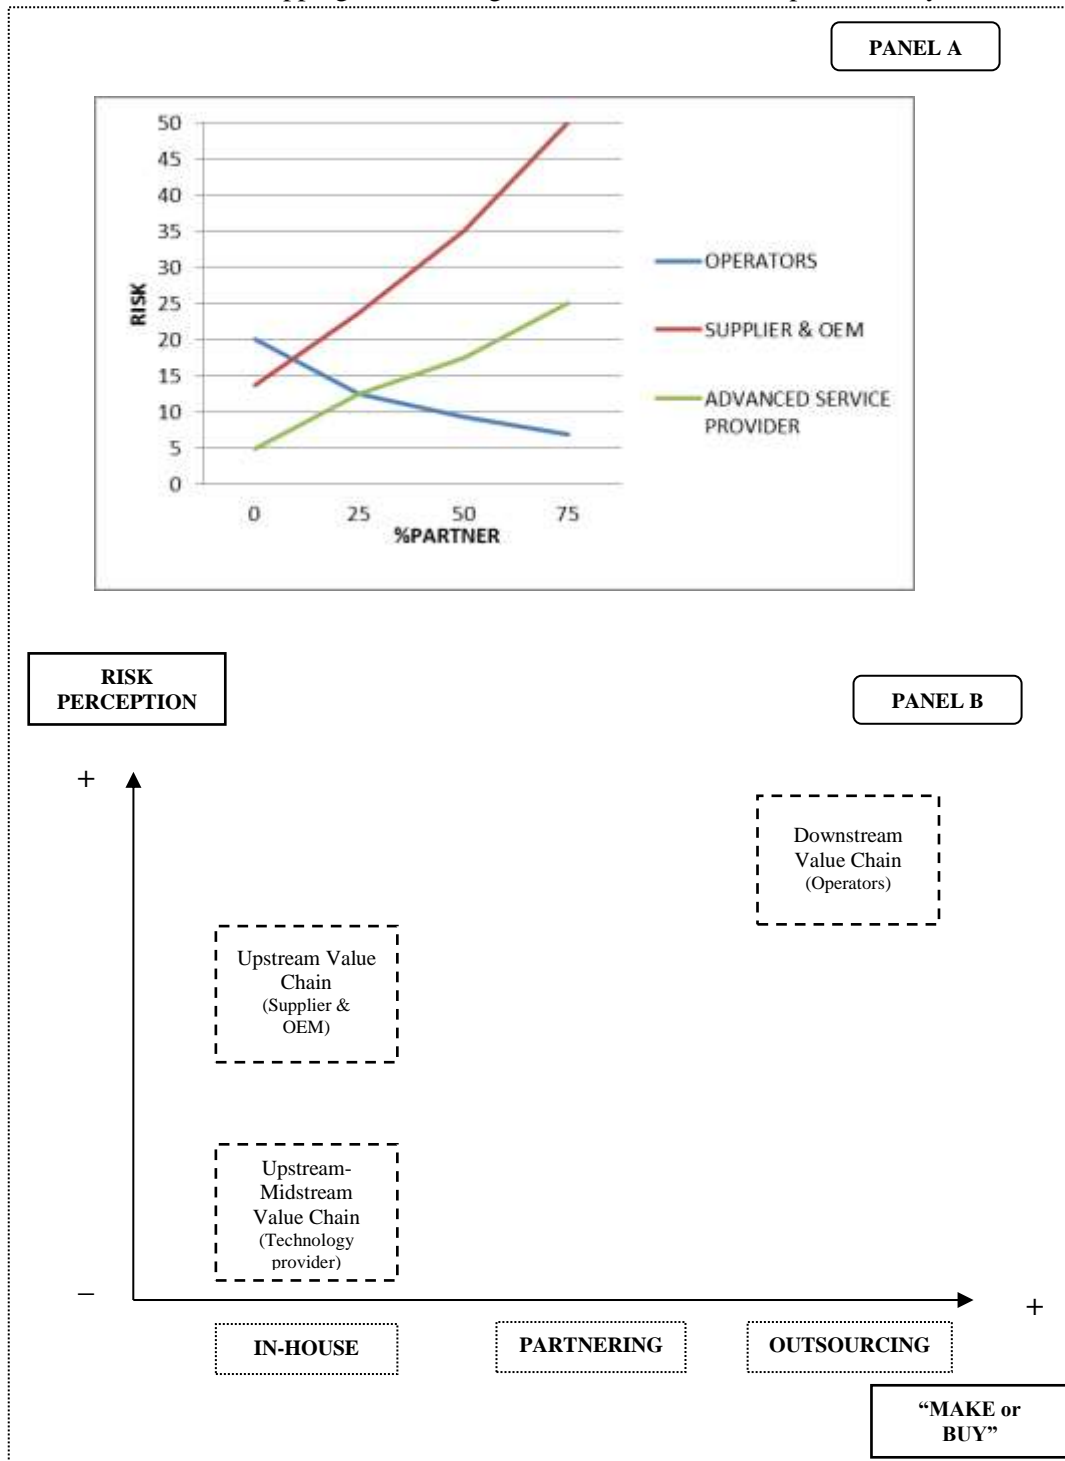 PANEL A
50
45
40
35
30
25
20
15
10
5
0
RISK
0 25 50 75
%PARTNER
OPERATORS
SUPPLIER & OEM
ADVANCED SERVICE
PROVIDER
RISK
PERCEPTION
PANEL B
+
Downstream
Value Chain
(Operators)
Upstream Value
Chain
(Supplier &
OEM)
Upstream-
Midstream
Value Chain
(Technology
provider)
–
+
IN-HOUSE
PARTNERING
OUTSOURCING
“MAKE or
BUY”